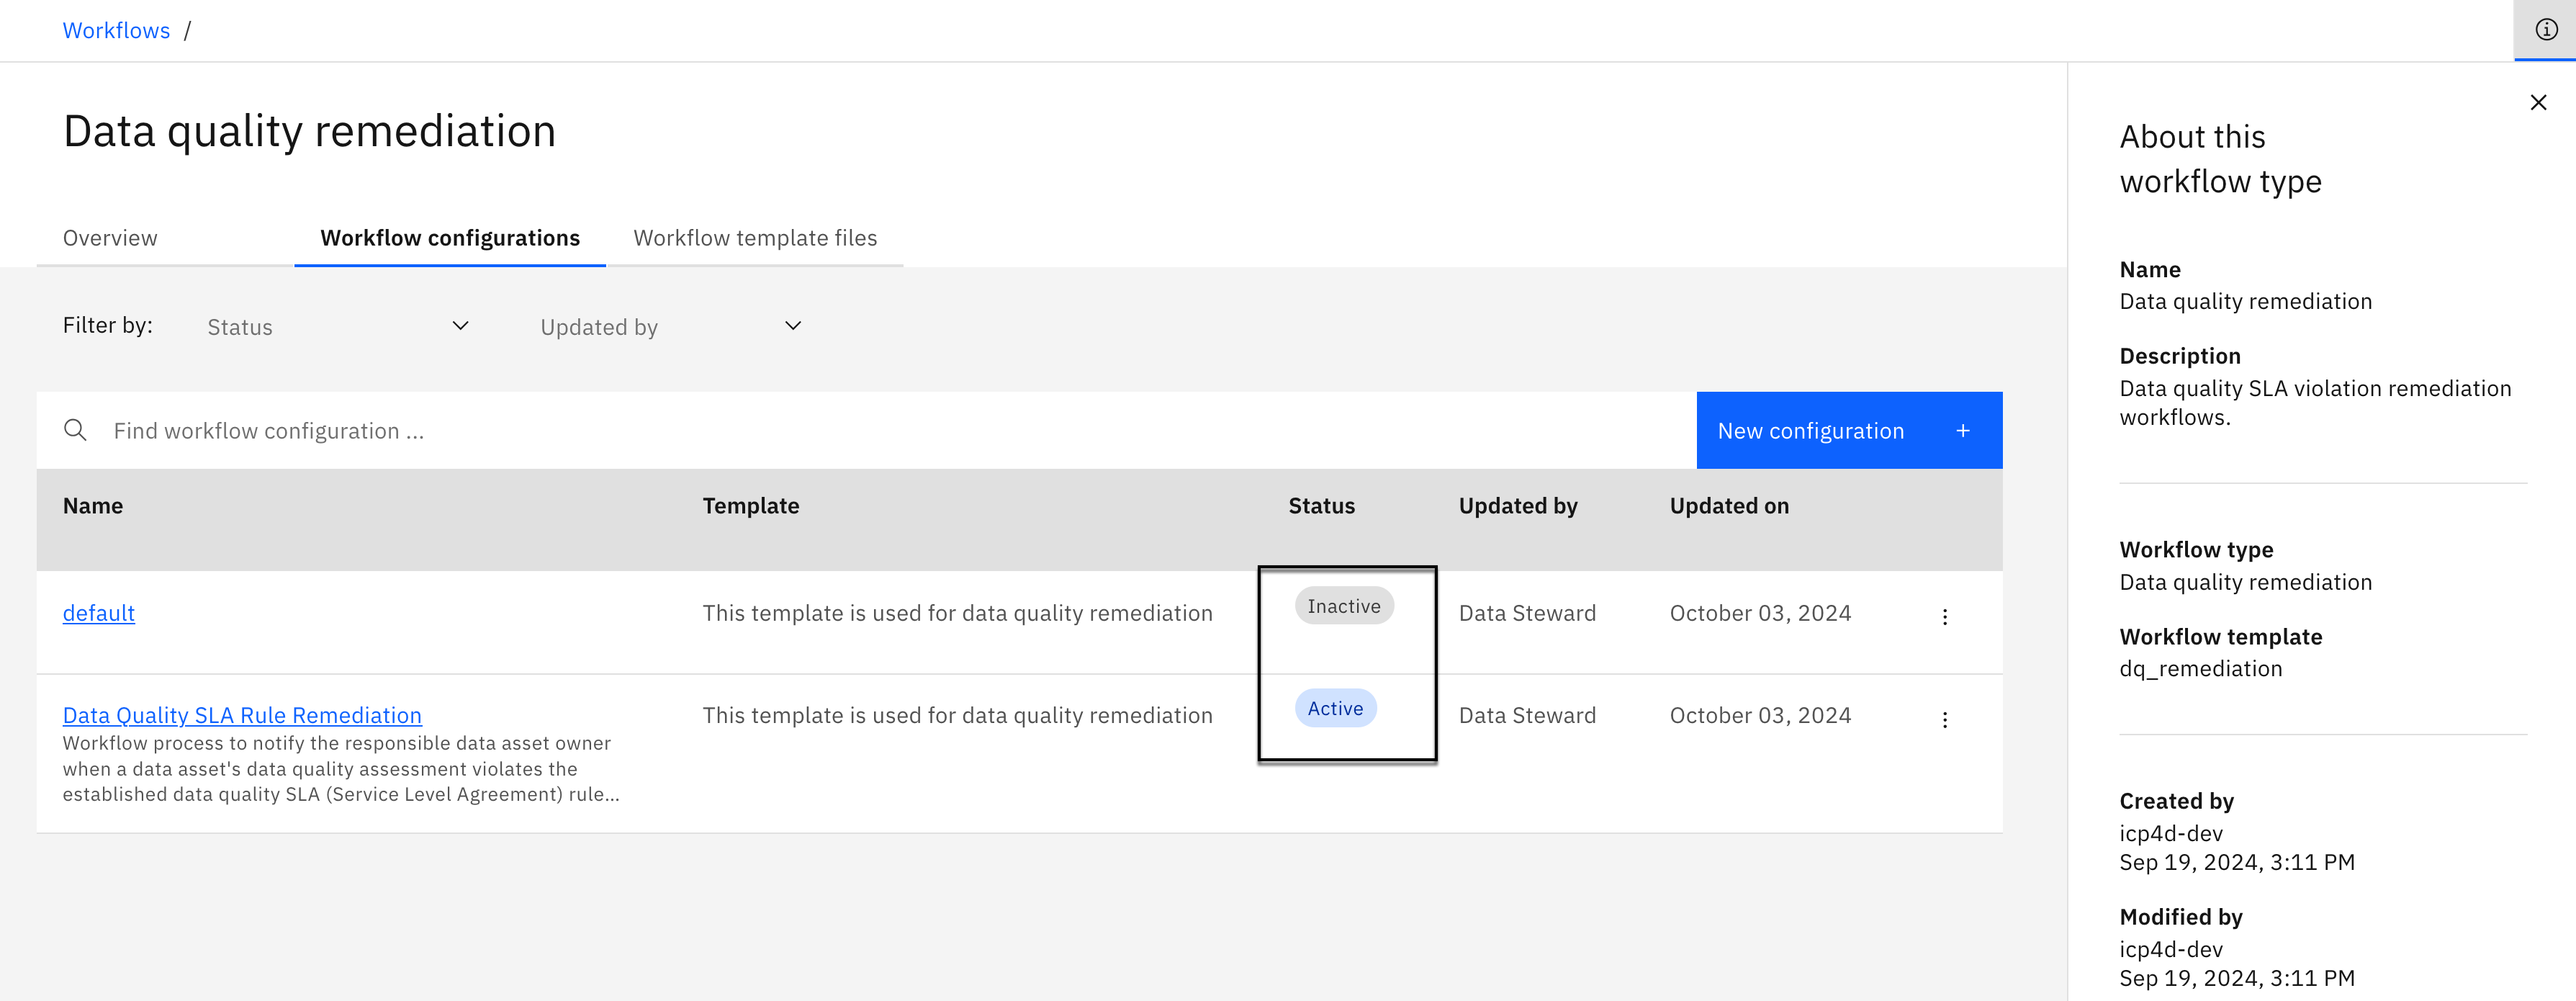 Workflows /
Data quality remediation
Overview
Workflow configurations
Workflow template files
Filter by:
Status
Updated by
Find workflow configuration ...
New configuration +
Name
Template
Status
Updated by
Updated on
default
This template is used for data quality remediation
Inactive
Data Steward
October 03, 2024
Data Quality SLA Rule Remediation
Workflow process to notify the responsible data asset owner
when a data asset's data quality assessment violates the
established data quality SLA (Service Level Agreement) rule...
This template is used for data quality remediation
Active
Data Steward
October 03, 2024
About this
workflow type
Name
Data quality remediation
Description
Data quality SLA violation remediation
workflows.
Workflow type
Data quality remediation
Workflow template
dq_remediation
Created by
icp4d-dev
Sep 19, 2024, 3:11 PM
Modified by
icp4d-dev
Sep 19, 2024, 3:11 PM